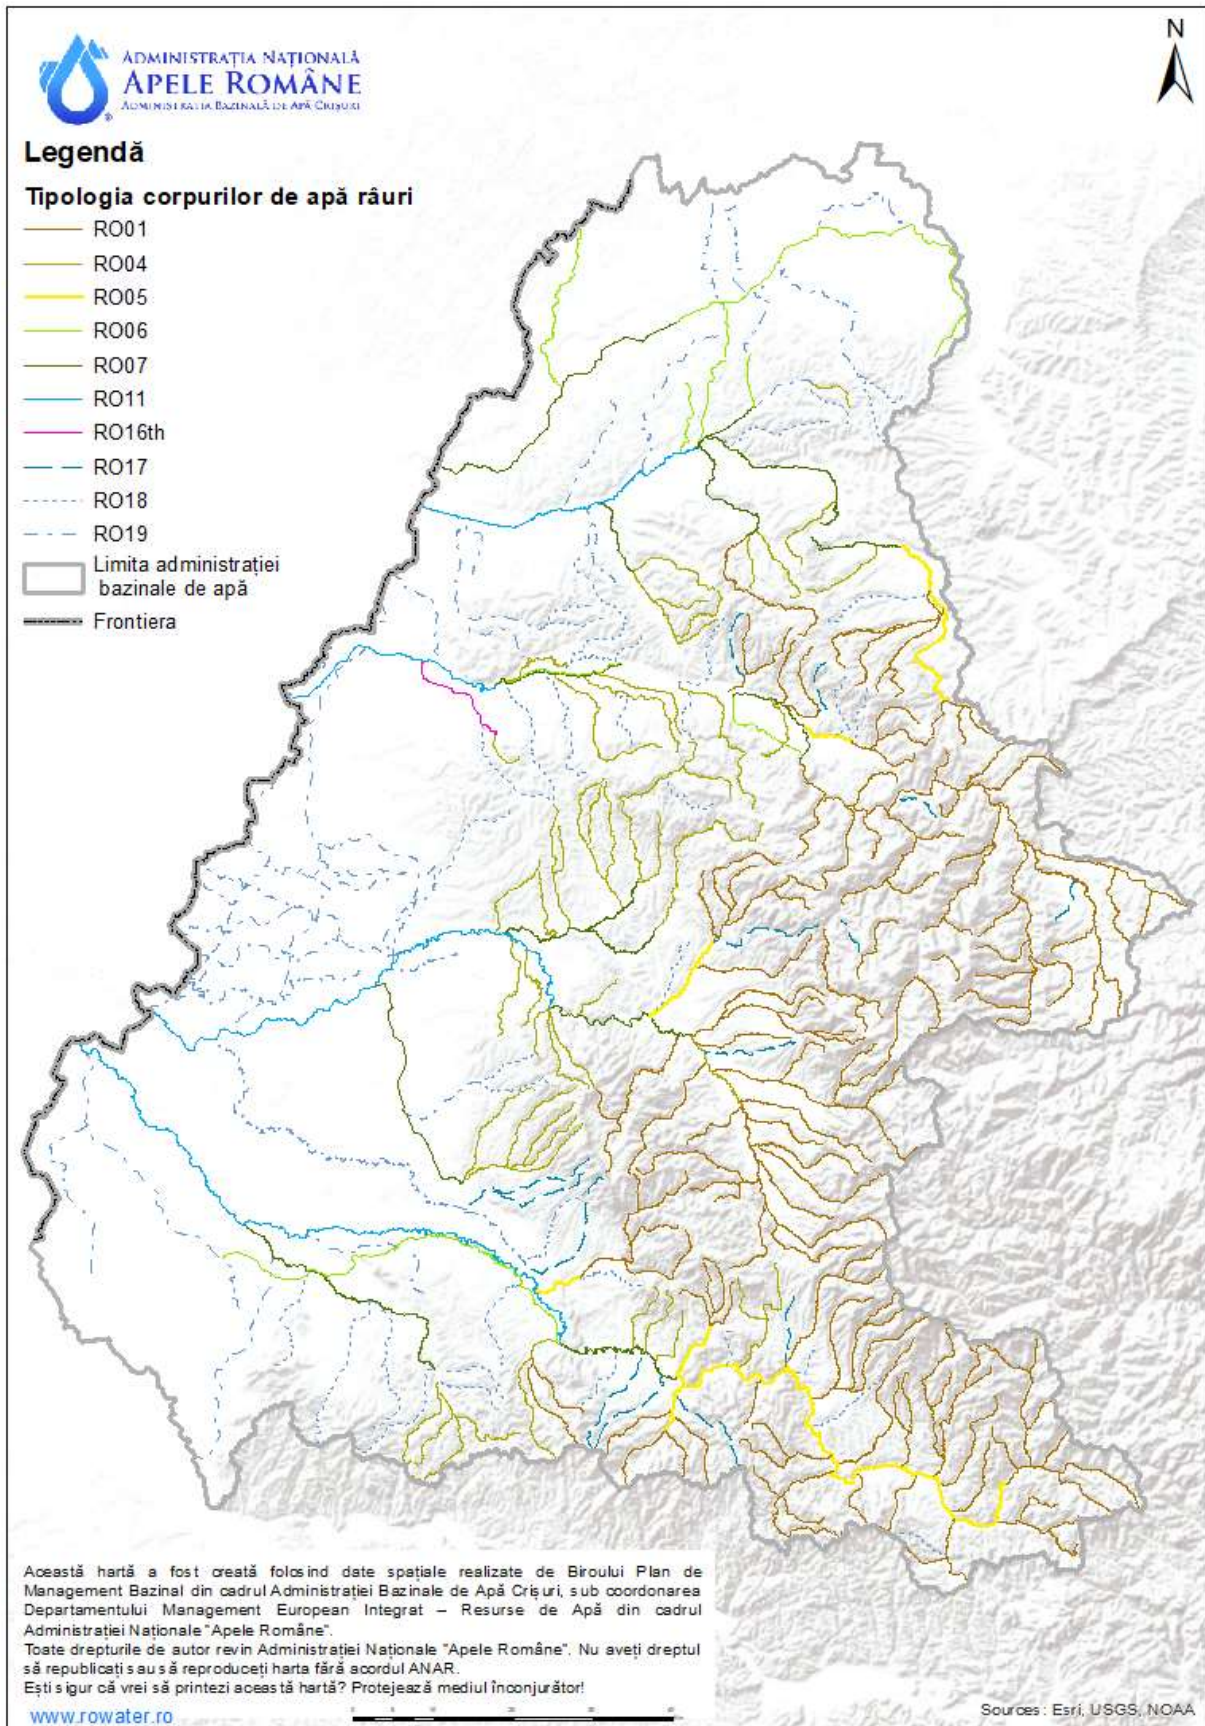 ADMINISTRAȚIA NAȚIONALĂ
APELE ROMÂNE
ADMINISTRAȚIA BAZINALĂ DE APĂ CRIȘURI
®
N
Legendă
Tipologia corpurilor de apă râuri
RO01
RO04
RO05
RO06
RO07
RO11
RO16th
RO17
RO18
RO19
Limita administrației
bazinale de apă
Frontiera
Această hartă a fost creată folosind date spațiale realizate de Biroului Plan de
Management Bazinal din cadrul Administrației Bazinale de Apă Crișuri, sub coordonarea
Departamentului Management European Integrat – Resurse de Apă din cadrul
Administrației Naționale "Apele Române".
Toate drepturile de autor revin Administrației Naționale "Apele Române". Nu aveți dreptul
să republicați sau să reproduceți harta fără acordul ANAR.
Ești sigur că vrei să printezi această hartă? Protejează mediul înconjurător!
www.rowater.ro
Sources: Esri, USGS, NOAA